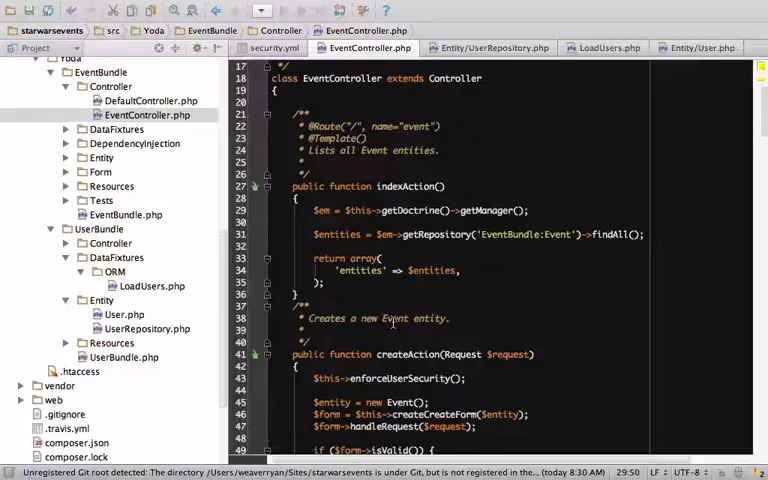 starwarsevents
src
Yoda
EventBundle
Controller
EventController.php
Project
security.yml
EventController.php
Entity/UserRepository.php
LoadUsers.php
Entity/User.php
Yoda
EventBundle
Controller
DefaultController.php
EventController.php
DataFixtures
DependencyInjection
Entity
Form
Resources
Tests
EventBundle.php
UserBundle
Controller
DataFixtures
ORM
LoadUsers.php
Entity
User.php
UserRepository.php
Resources
UserBundle.php
.htaccess
vendor
web
.gitignore
.travis.yml
composer.json
composer.lock
17 */
18 class EventController extends Controller
19 {
20
21 /**
22 * @Route("/", name="event")
23 * @Template()
24 * Lists all Event entities.
25 *
26 */
27 public function indexAction()
28 {
29 $em = $this->getDoctrine()->getManager();
30
31 $entities = $em->getRepository('EventBundle:Event')->findAll();
32
33 return array(
34 'entities' => $entities,
35 );
36 }
37 /**
38 * Creates a new Event entity.
39 *
40 */
41 public function createAction(Request $request)
42 {
43 $this->enforceUserSecurity();
44
45 $entity = new Event();
46 $form = $this->createCreateForm($entity);
47 $form->handleRequest($request);
48
49 if ($form->isValid()) {
Unregistered Git root detected: The directory /Users/weaverryan/Sites/starwarsevents is under Git, but is not registered in the... (today 8:30 AM)
29:50
LF
UTF-8
2